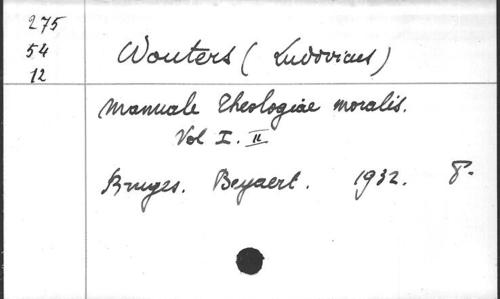 275
54
12
Wouters (Ludovicus)
Manuale Theologiae moralis.
Vol I. II
Bruges. Beyaert. 1932. 8°.